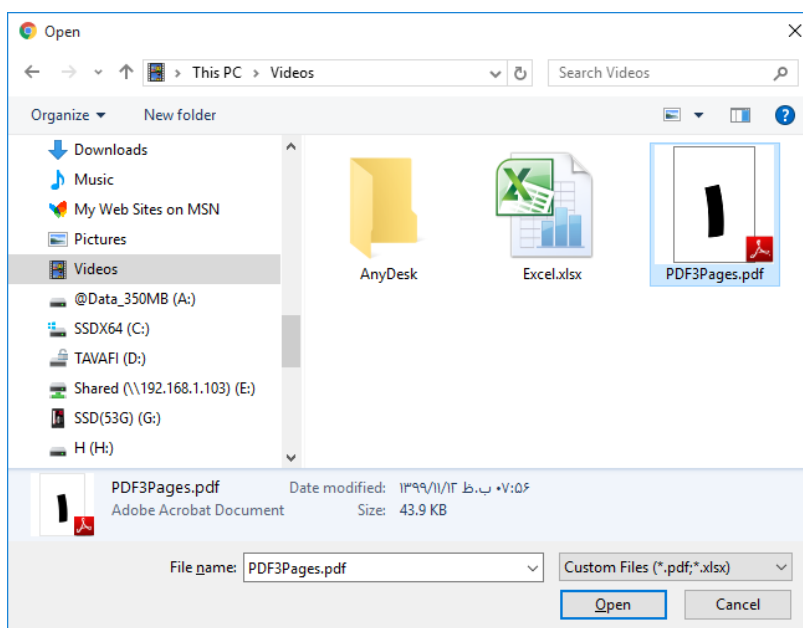 Open
This PC > Videos
Search Videos
Organize
New folder
Downloads
Music
My Web Sites on MSN
Pictures
Videos
@Data_350MB (A:)
SSDX64 (C:)
TAVAFI (D:)
Shared (\\192.168.1.103) (E:)
SSD(53G) (G:)
H (H:)
AnyDesk
Excel.xlsx
۱
PDF3Pages.pdf
PDF3Pages.pdf
Date modified: ۱۳۹۹/۱۱/۱۲ ب.ظ ۰۷:۵۶
Adobe Acrobat Document
Size: 43.9 KB
۱
File name: PDF3Pages.pdf
Custom Files (*.pdf;*.xlsx)
Open
Cancel